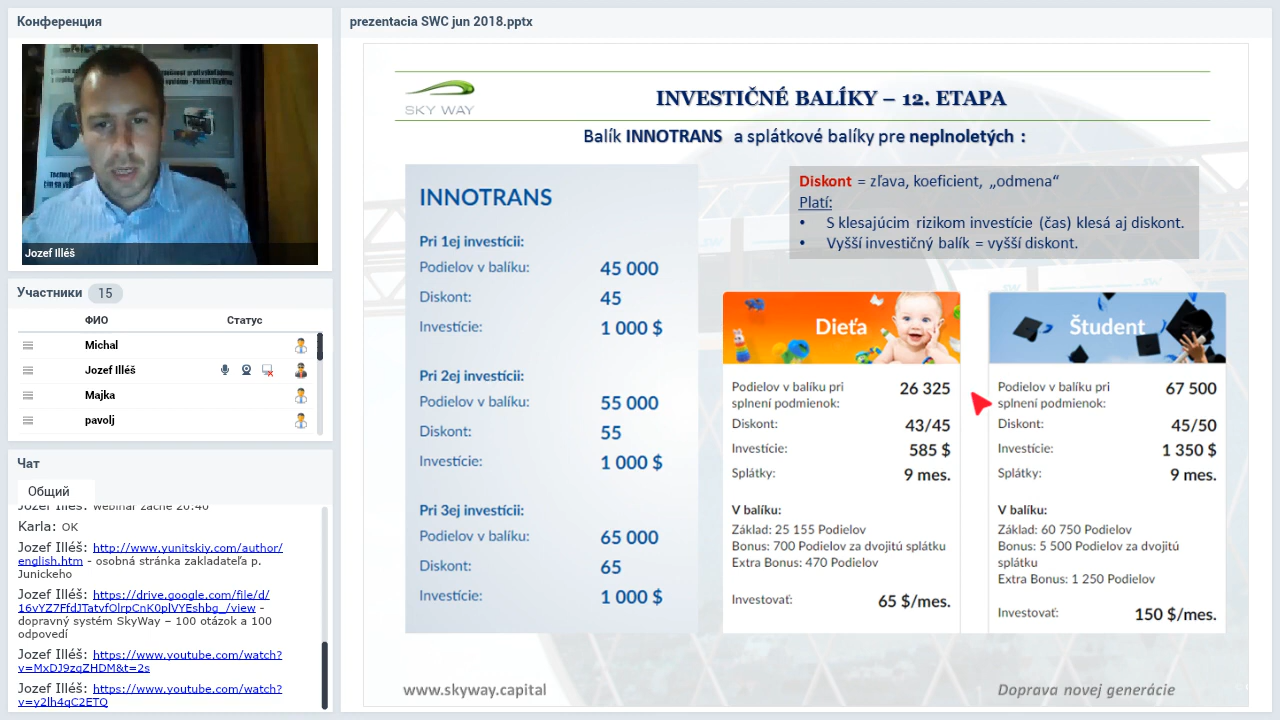 Конференция
Jozef Illéš
Участники 15
ФИО Статус
Michal
Jozef Illéš
Majka
pavolj
Чат
Общий
Jozef Illéš: webinar začne 20:40
Karla: OK
Jozef Illéš: http://www.yunitskiy.com/author/
english.htm - osobná stránka zakladateľa p.
Junickeho
Jozef Illéš: https://drive.google.com/file/d/
16vYZ7FfdJTatvfOlrpCnK0plVYEshbg_/view -
dopravný systém SkyWay – 100 otázok a 100
odpovedí
Jozef Illéš: https://www.youtube.com/watch?
v=MxDJ9zqZHDM&t=2s
Jozef Illéš: https://www.youtube.com/watch?
v=y2lh4qC2ETQ
prezentacia SWC jun 2018.pptx
SKY WAY
INVESTIČNÉ BALÍKY – 12. ETAPA
Balík INNOTRANS a splátkové balíky pre neplnoletých :
INNOTRANS
Pri 1ej investícii:
Podielov v balíku: 45 000
Diskont: 45
Investície: 1 000 $
Pri 2ej investícii:
Podielov v balíku: 55 000
Diskont: 55
Investície: 1 000 $
Pri 3ej investícii:
Podielov v balíku: 65 000
Diskont: 65
Investície: 1 000 $
Diskont = zľava, koeficient, „odmena“
Platí:
• S klesajúcim rizikom investície (čas) klesá aj diskont.
• Vyšší investičný balík = vyšší diskont.
Dieťa
Podielov v balíku pri 26 325
splnení podmienok:
Diskont: 43/45
Investície: 585 $
Splátky: 9 mes.
V balíku:
Základ: 25 155 Podielov
Bonus: 700 Podielov za dvojitú splátku
Extra Bonus: 470 Podielov
Investovať: 65 $/mes.
Študent
Podielov v balíku pri 67 500
splnení podmienok:
Diskont: 45/50
Investície: 1 350 $
Splátky: 9 mes.
V balíku:
Základ: 60 750 Podielov
Bonus: 5 500 Podielov za dvojitú
splátku
Extra Bonus: 1 250 Podielov
Investovať: 150 $/mes.
www.skyway.capital
Doprava novej generácie